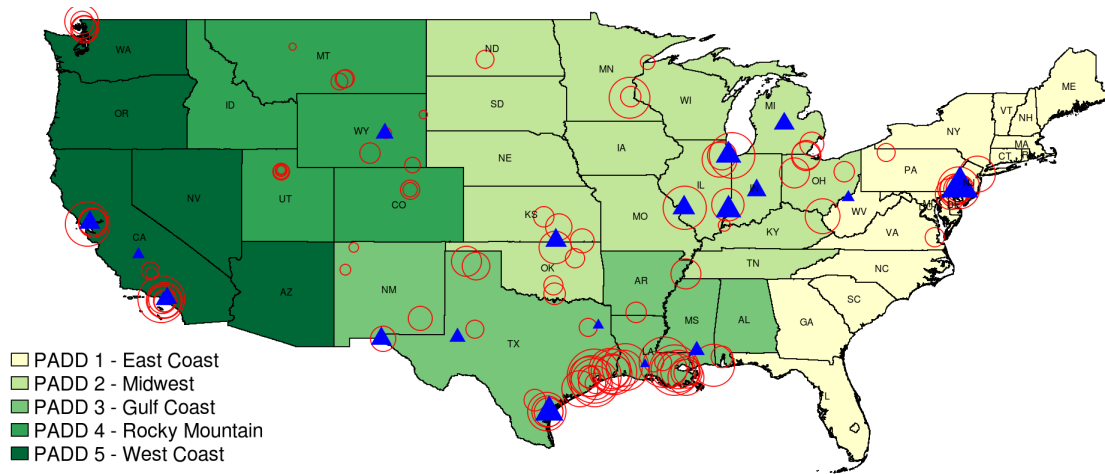 WA
MT
ND
MN
ME
OR
ID
WY
SD
WI
MI
NY
VT
NH
MA
CT
NV
UT
CO
NE
IA
IL
OH
PA
NJ
CA
KS
MO
KY
WV
VA
AZ
NM
OK
AR
TN
NC
SC
TX
LA
MS
AL
GA
PADD 1 - East Coast
PADD 2 - Midwest
PADD 3 - Gulf Coast
PADD 4 - Rocky Mountain
PADD 5 - West Coast